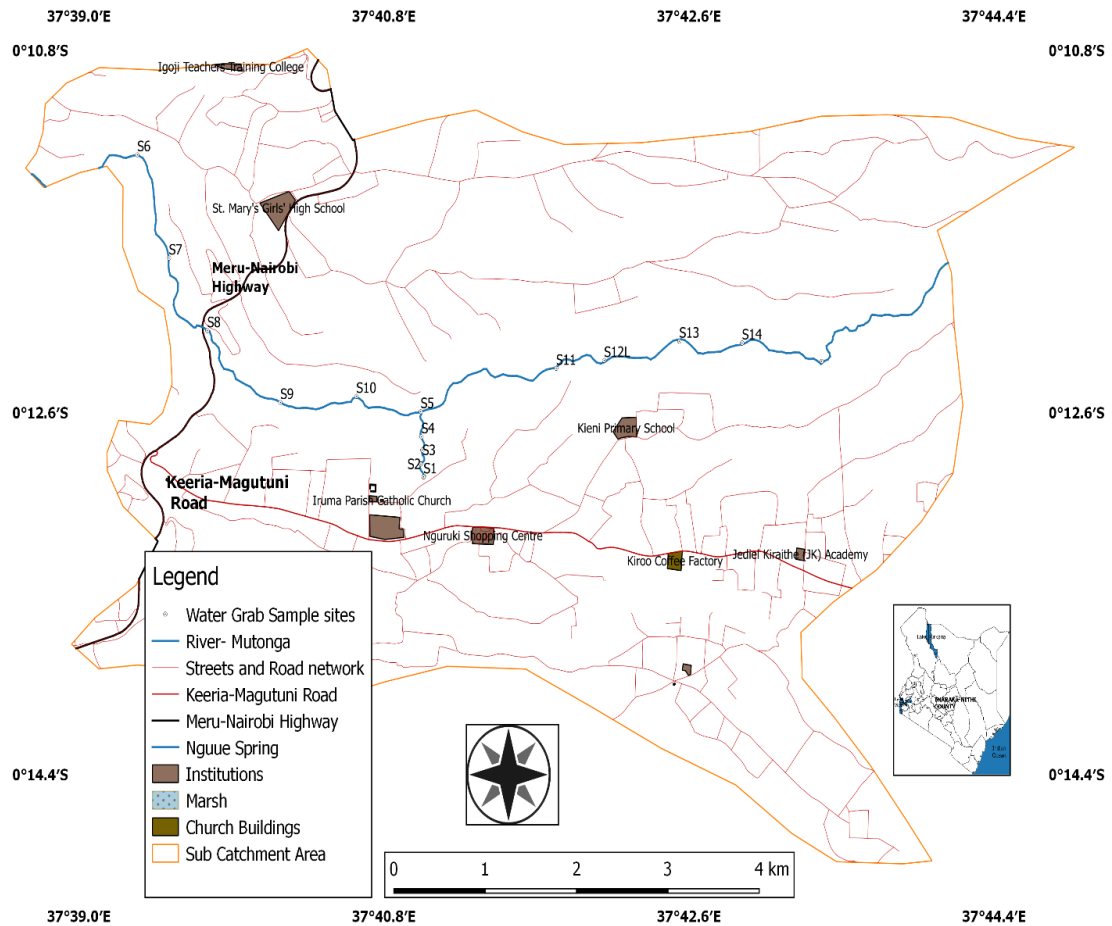 37°39.0′E 37°40.8′E 37°42.6′E 37°44.4′E
0°10.8′S 0°10.8′S
Igoji Teachers Training College
S6
St. Mary's Girls' High School
S7
Meru-Nairobi
Highway
S8
S13
S14
S12L
S11
S10
S9
S5
0°12.6′S 0°12.6′S
S4
Kieni Primary School
S3
S2
S1
Keeria-Magutuni
Road
Iruma Parish Catholic Church
Nguruki Shopping Centre
Kiroo Coffee Factory
Jediel Kiraithe (JK) Academy
Legend
Water Grab Sample sites
River- Mutonga
Streets and Road network
Keeria-Magutuni Road
Meru-Nairobi Highway
Nguue Spring
Institutions
Marsh
Church Buildings
Sub Catchment Area
THARAKA-NITHI
COUNTY
Indian
Ocean
0°14.4′S 0°14.4′S
0 1 2 3 4 km
37°39.0′E 37°40.8′E 37°42.6′E 37°44.4′E